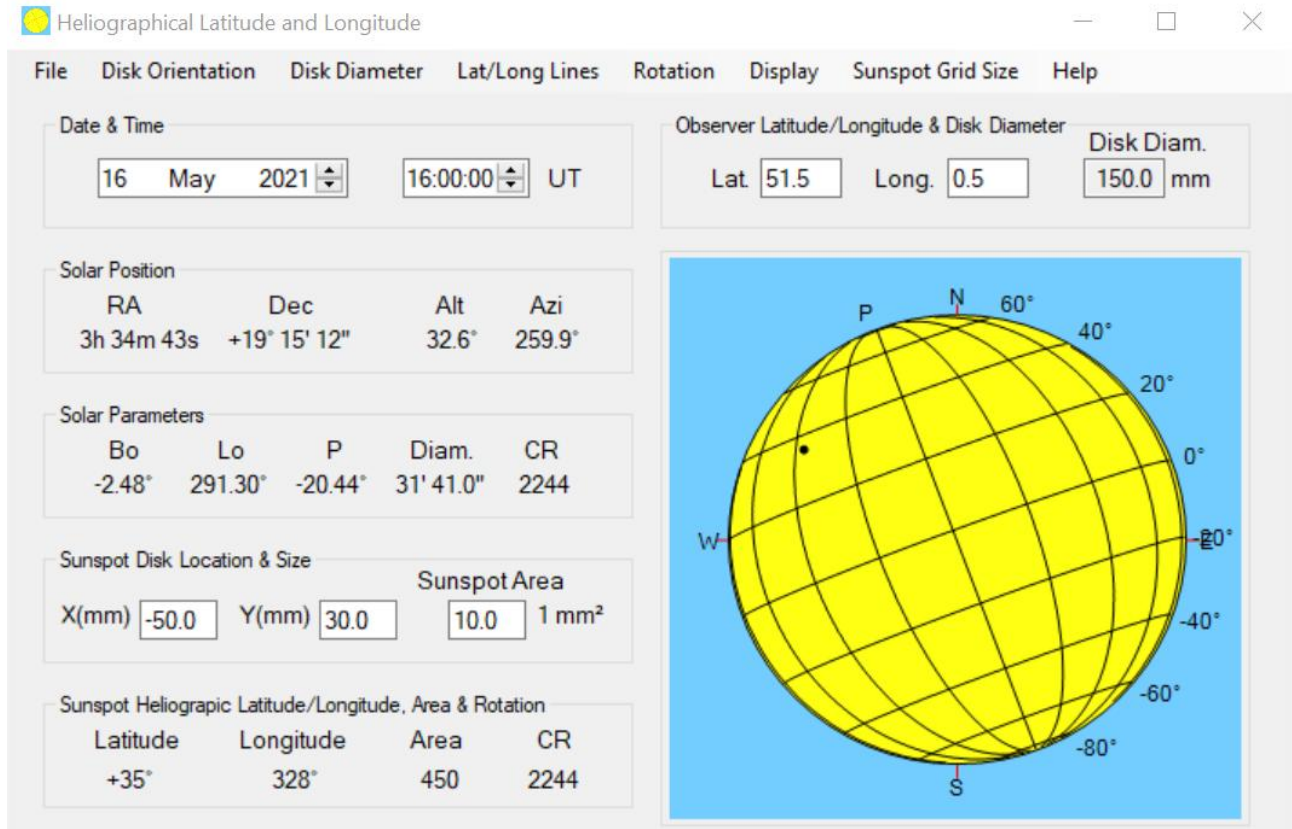 Heliographical Latitude and Longitude
File Disk Orientation Disk Diameter Lat/Long Lines Rotation Display Sunspot Grid Size Help
Date & Time
16 May 2021 16:00:00 UT
Observer Latitude/Longitude & Disk Diameter
Disk Diam.
Lat. 51.5 Long. 0.5 150.0 mm
Solar Position
RA Dec Alt Azi
3h 34m 43s +19° 15' 12" 32.6° 259.9°
Solar Parameters
Bo Lo P Diam. CR
-2.48° 291.30° -20.44° 31' 41.0" 2244
Sunspot Disk Location & Size
Sunspot Area
X(mm) -50.0 Y(mm) 30.0 10.0 1 mm²
Sunspot Heliograpic Latitude/Longitude, Area & Rotation
Latitude Longitude Area CR
+35° 328° 450 2244
P N 60°
40°
20°
0°
W E -20°
-40°
-60°
-80°
S